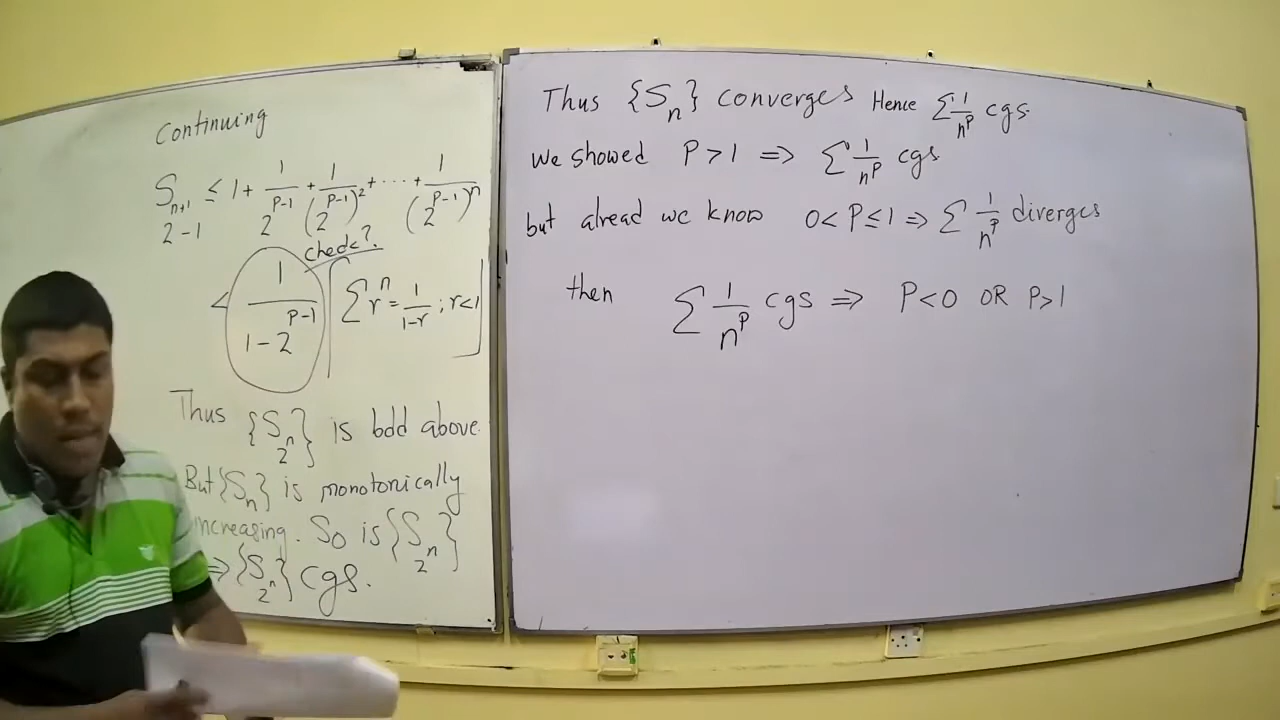 Continuing
S_{2^{n+1}-1} ≤ 1 + 1/2^{P-1} + 1/(2^{P-1})^2 + ⋯ + 1/(2^{P-1})^n
check?
< 1/(1-2^{P-1}) [ ∑ r^n = 1/(1-r) ; r<1 ]
Thus {S_{2^n}} is bdd above.
But {S_n} is monotonically
increasing. So is {S_{2^n}}
⇒ {S_{2^n}} cgs.
Thus {S_n} converges Hence ∑ 1/n^P cgs.
We showed P>1 ⇒ ∑ 1/n^P cgs
but alread we know 0<P≤1 ⇒ ∑ 1/n^P diverges
then ∑ 1/n^P cgs ⇒ P<0 OR P>1